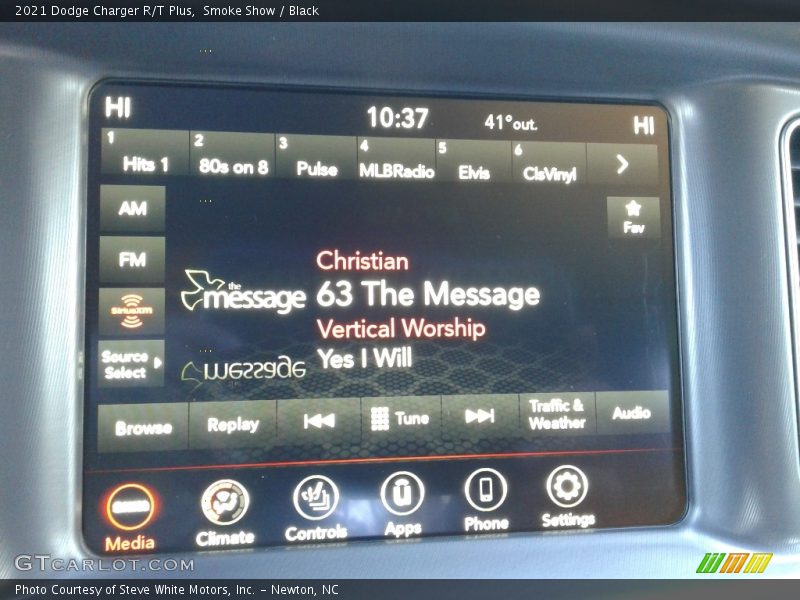 2021 Dodge Charger R/T Plus, Smoke Show / Black
HI
10:37
41° out.
HI
1 Hits 1
2 80s on 8
3 Pulse
4 MLBRadio
5 Elvis
6 ClsVinyl
AM
Fav
FM
Christian
the message
63 The Message
SiriusXM
Vertical Worship
Source Select
Yes I Will
message
Browse
Replay
Tune
Traffic & Weather
Audio
Media
Climate
Controls
Apps
Phone
Settings
GTCARLOT.COM
Photo Courtesy of Steve White Motors, Inc. – Newton, NC